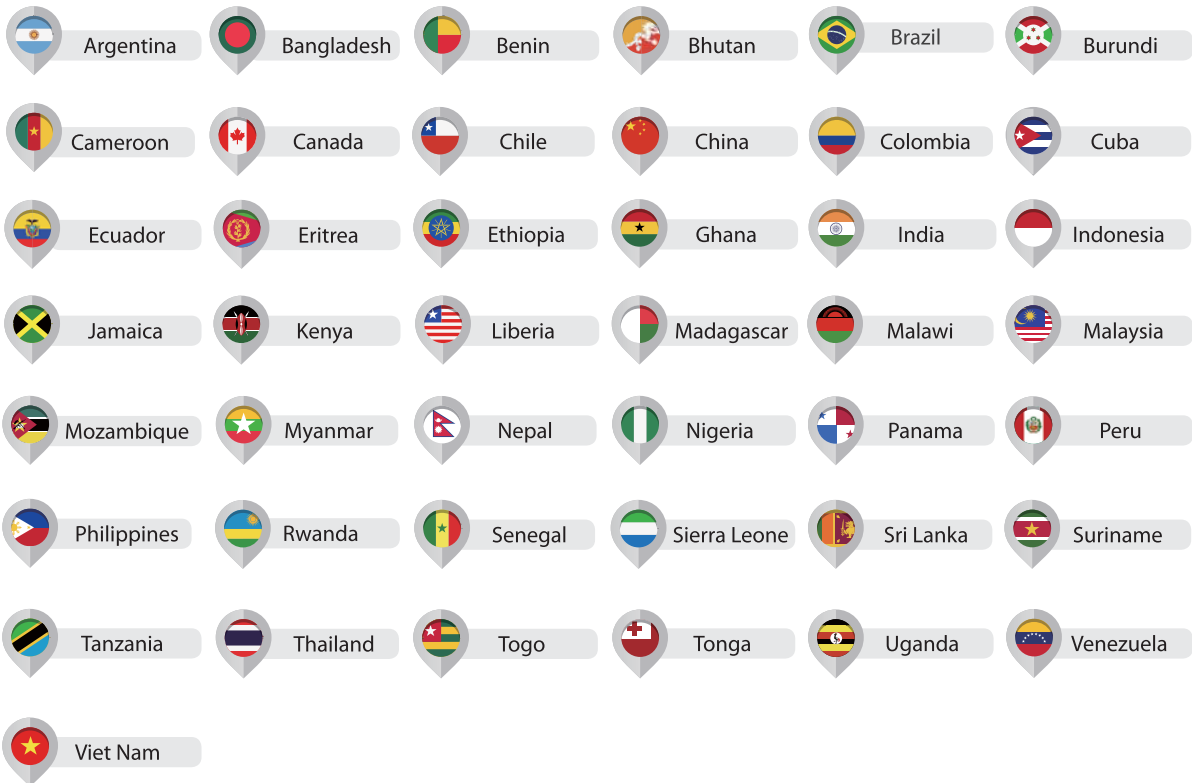 Argentina
Bangladesh
Benin
Bhutan
Brazil
Burundi
Cameroon
Canada
Chile
China
Colombia
Cuba
Ecuador
Eritrea
Ethiopia
Ghana
India
Indonesia
Jamaica
Kenya
Liberia
Madagascar
Malawi
Malaysia
Mozambique
Myanmar
Nepal
Nigeria
Panama
Peru
Philippines
Rwanda
Senegal
Sierra Leone
Sri Lanka
Suriname
Tanzania
Thailand
Togo
Tonga
Uganda
Venezuela
Viet Nam